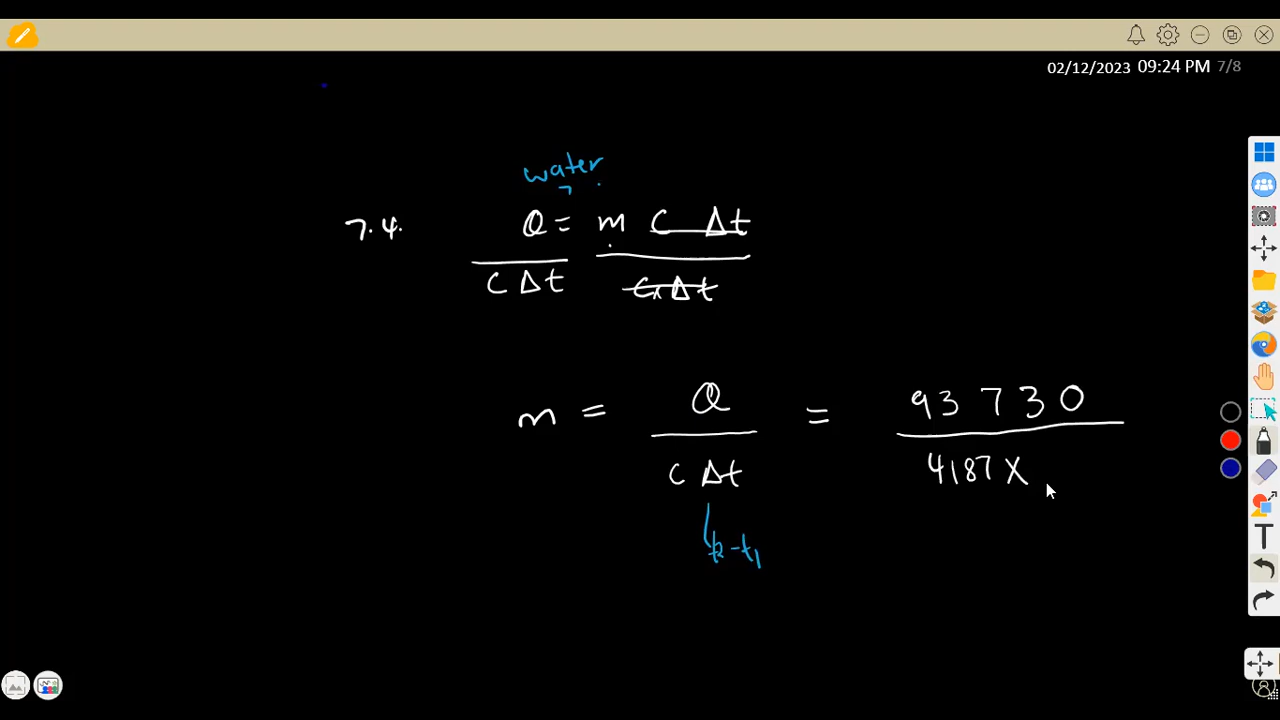 02/12/2023 09:24 PM 7/8
water
7.4. Q = m c Δt
c Δt c x Δt
m = Q = 93730
c Δt 4187 X
t2 - t1
T